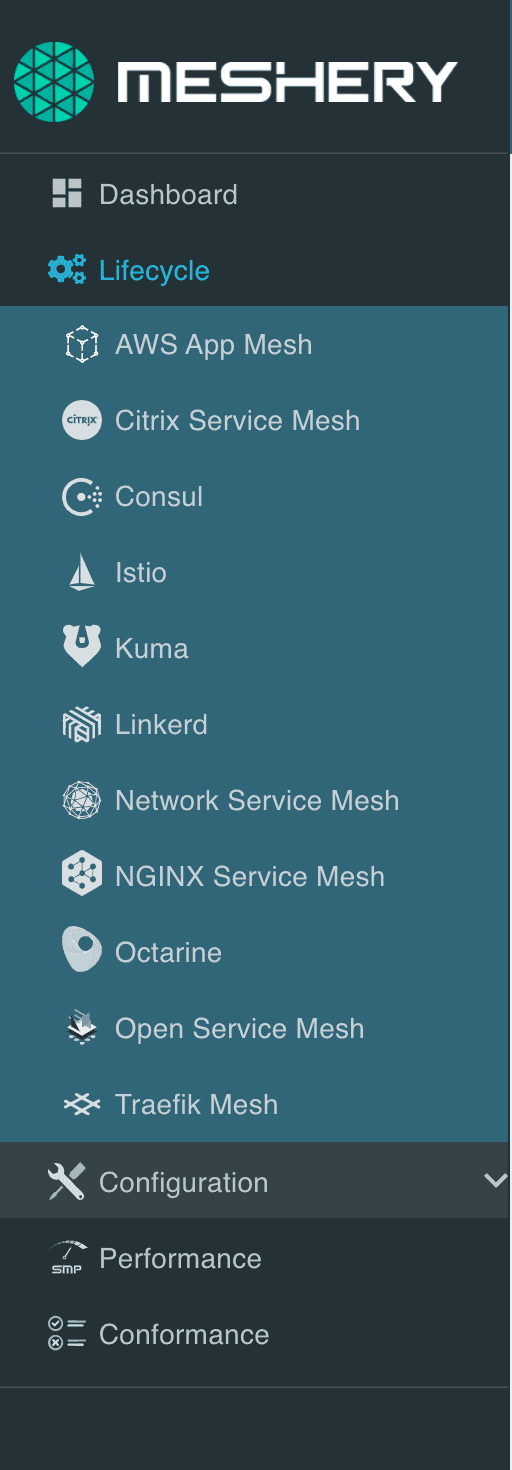 MESHERY
Dashboard
Lifecycle
AWS App Mesh
CiTRIX Citrix Service Mesh
Consul
Istio
Kuma
Linkerd
Network Service Mesh
NGINX Service Mesh
Octarine
Open Service Mesh
Traefik Mesh
Configuration
SMP Performance
Conformance